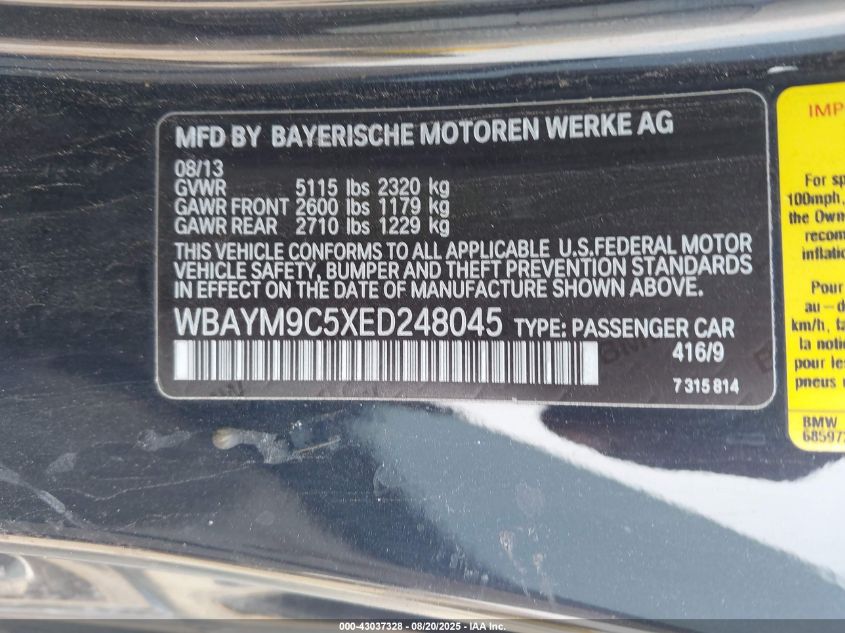 MFD BY BAYERISCHE MOTOREN WERKE AG
08/13
GVWR 5115 lbs 2320 kg
GAWR FRONT 2600 lbs 1179 kg
GAWR REAR 2710 lbs 1229 kg
THIS VEHICLE CONFORMS TO ALL APPLICABLE U.S.FEDERAL MOTOR
VEHICLE SAFETY, BUMPER AND THEFT PREVENTION STANDARDS
IN EFFECT ON THE DATE OF MANUFACTURE SHOWN ABOVE.
WBAYM9C5XED248045 TYPE: PASSENGER CAR
416/9
7 315 814
IMP
For sp
100mph,
the Own
recom
inflatio
Pour
au-d
km/h, ta
la notic
pour les
pneus
BMW
68597
000-43037328 - 08/20/2025 - IAA Inc.